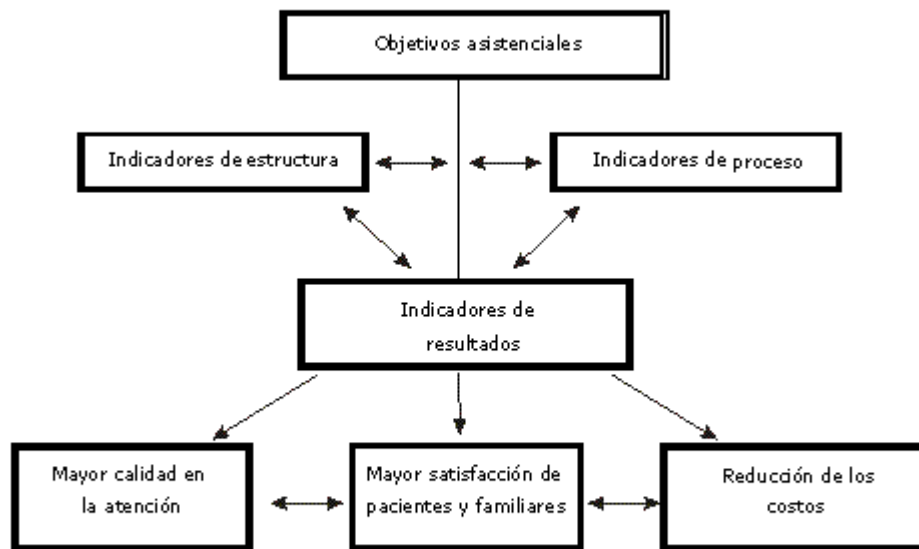 Objetivos asistenciales
Indicadores de estructura
Indicadores de proceso
Indicadores de
resultados
Mayor calidad en
la atención
Mayor satisfacción de
pacientes y familiares
Reducción de los
costos